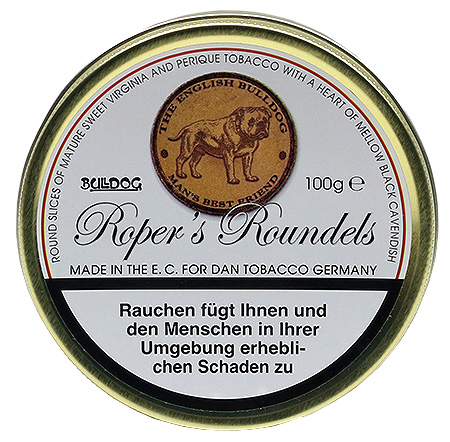 ROUND SLICES OF MATURE SWEET VIRGINIA AND PERIQUE TOBACCO WITH A HEART OF MELLOW BLACK CAVENDISH
THE ENGLISH BULLDOG
MAN'S BEST FRIEND
BULLDOG
100g ℮
Roper's Roundels
MADE IN THE E. C. FOR DAN TOBACCO GERMANY
Rauchen fügt Ihnen und
den Menschen in Ihrer
Umgebung erhebli-
chen Schaden zu